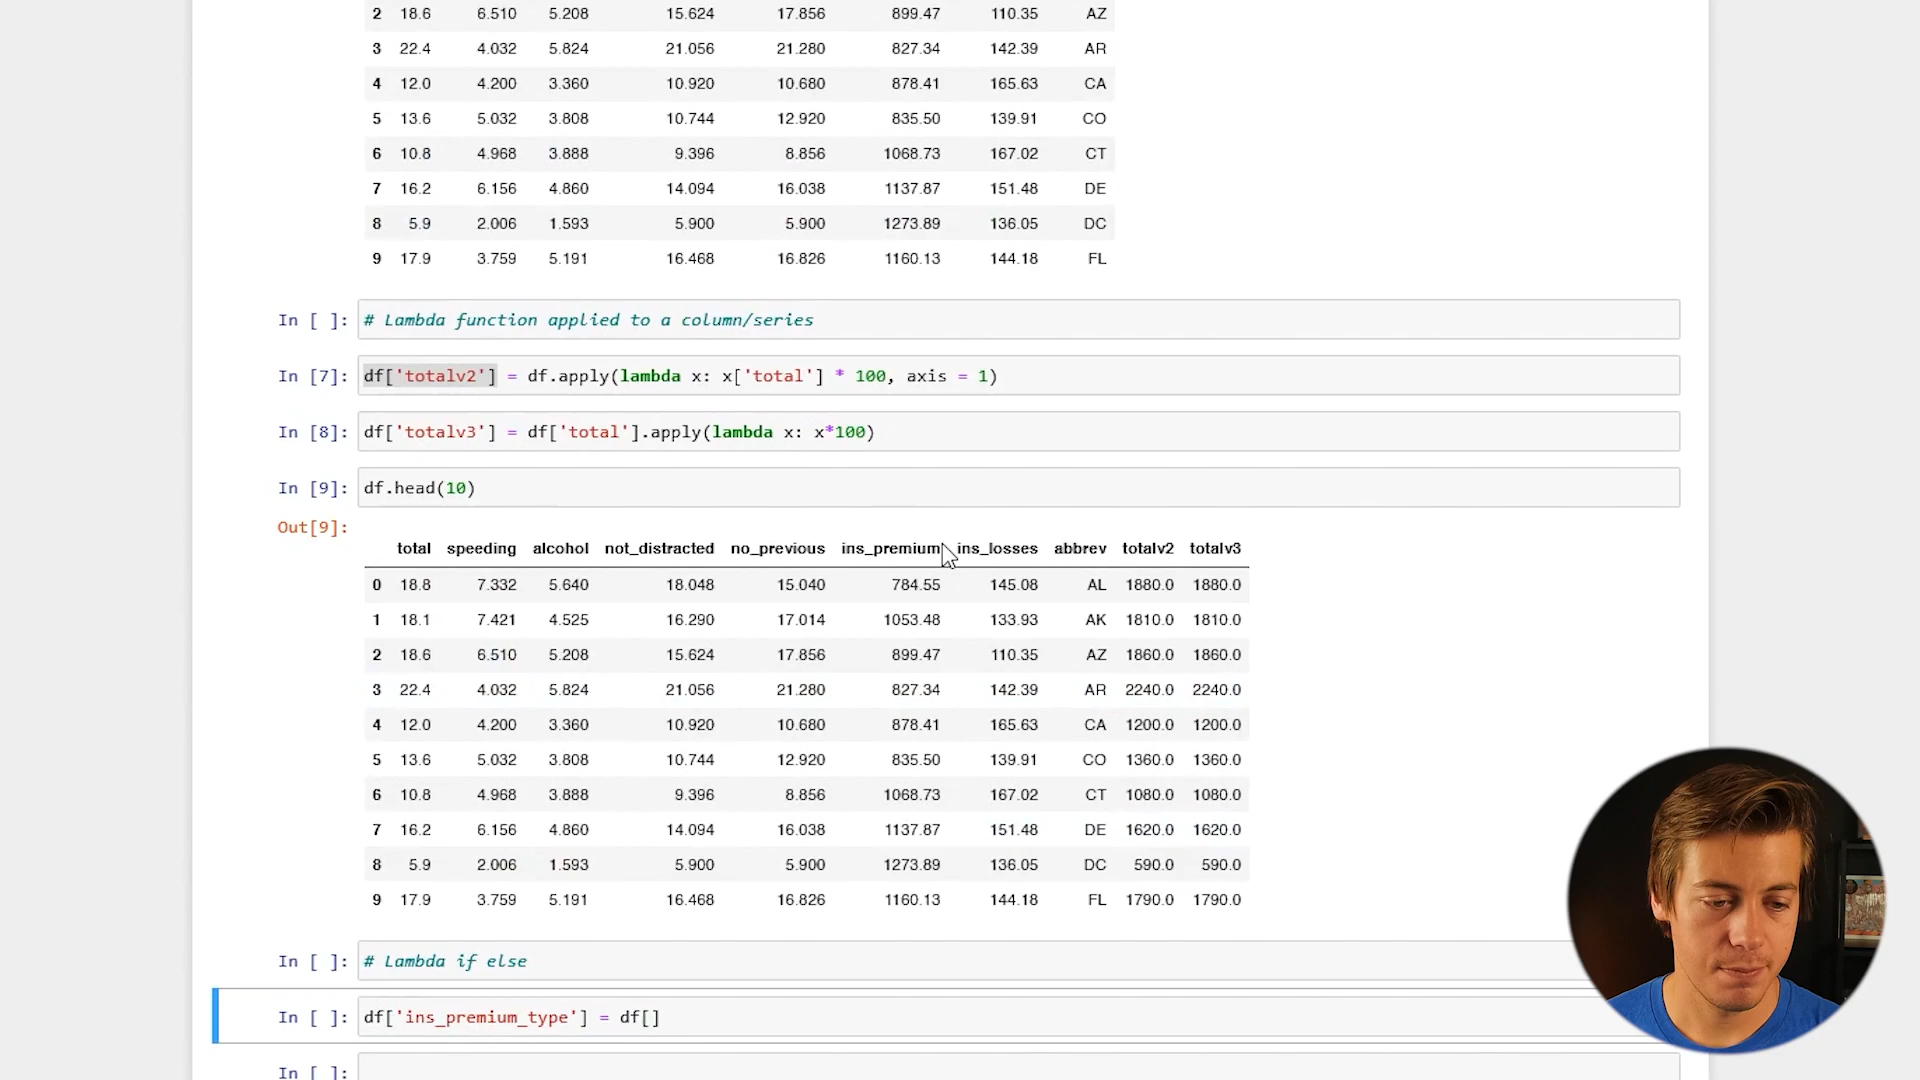 2 18.6 6.510 5.208 15.624 17.856 899.47 110.35 AZ
3 22.4 4.032 5.824 21.056 21.280 827.34 142.39 AR
4 12.0 4.200 3.360 10.920 10.680 878.41 165.63 CA
5 13.6 5.032 3.808 10.744 12.920 835.50 139.91 CO
6 10.8 4.968 3.888 9.396 8.856 1068.73 167.02 CT
7 16.2 6.156 4.860 14.094 16.038 1137.87 151.48 DE
8 5.9 2.006 1.593 5.900 5.900 1273.89 136.05 DC
9 17.9 3.759 5.191 16.468 16.826 1160.13 144.18 FL
In [ ]: # Lambda function applied to a column/series
In [7]: df['totalv2'] = df.apply(lambda x: x['total'] * 100, axis = 1)
In [8]: df['totalv3'] = df['total'].apply(lambda x: x*100)
In [9]: df.head(10)
Out[9]:
total speeding alcohol not_distracted no_previous ins_premium ins_losses abbrev totalv2 totalv3
0 18.8 7.332 5.640 18.048 15.040 784.55 145.08 AL 1880.0 1880.0
1 18.1 7.421 4.525 16.290 17.014 1053.48 133.93 AK 1810.0 1810.0
2 18.6 6.510 5.208 15.624 17.856 899.47 110.35 AZ 1860.0 1860.0
3 22.4 4.032 5.824 21.056 21.280 827.34 142.39 AR 2240.0 2240.0
4 12.0 4.200 3.360 10.920 10.680 878.41 165.63 CA 1200.0 1200.0
5 13.6 5.032 3.808 10.744 12.920 835.50 139.91 CO 1360.0 1360.0
6 10.8 4.968 3.888 9.396 8.856 1068.73 167.02 CT 1080.0 1080.0
7 16.2 6.156 4.860 14.094 16.038 1137.87 151.48 DE 1620.0 1620.0
8 5.9 2.006 1.593 5.900 5.900 1273.89 136.05 DC 590.0 590.0
9 17.9 3.759 5.191 16.468 16.826 1160.13 144.18 FL 1790.0 1790.0
In [ ]: # Lambda if else
In [ ]: df['ins_premium_type'] = df[]
In [ ]: